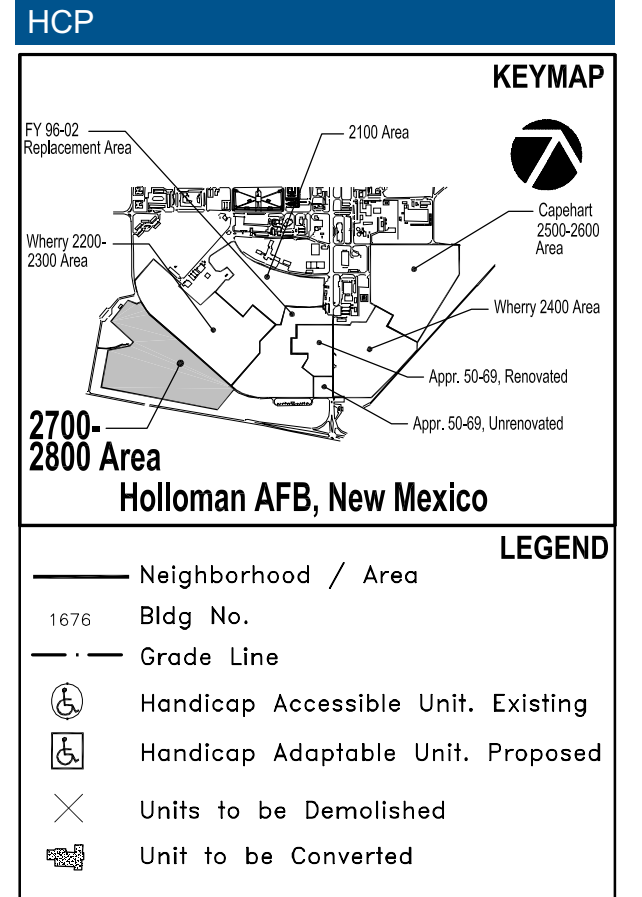 HCP
KEYMAP
FY 96-02
Replacement Area
2100 Area
Capehart
2500-2600
Area
Wherry 2200-
2300 Area
Wherry 2400 Area
Appr. 50-69, Renovated
Appr. 50-69, Unrenovated
2700-
2800 Area
Holloman AFB, New Mexico
LEGEND
Neighborhood / Area
1676 Bldg No.
Grade Line
Handicap Accessible Unit. Existing
Handicap Adaptable Unit. Proposed
Units to be Demolished
Unit to be Converted